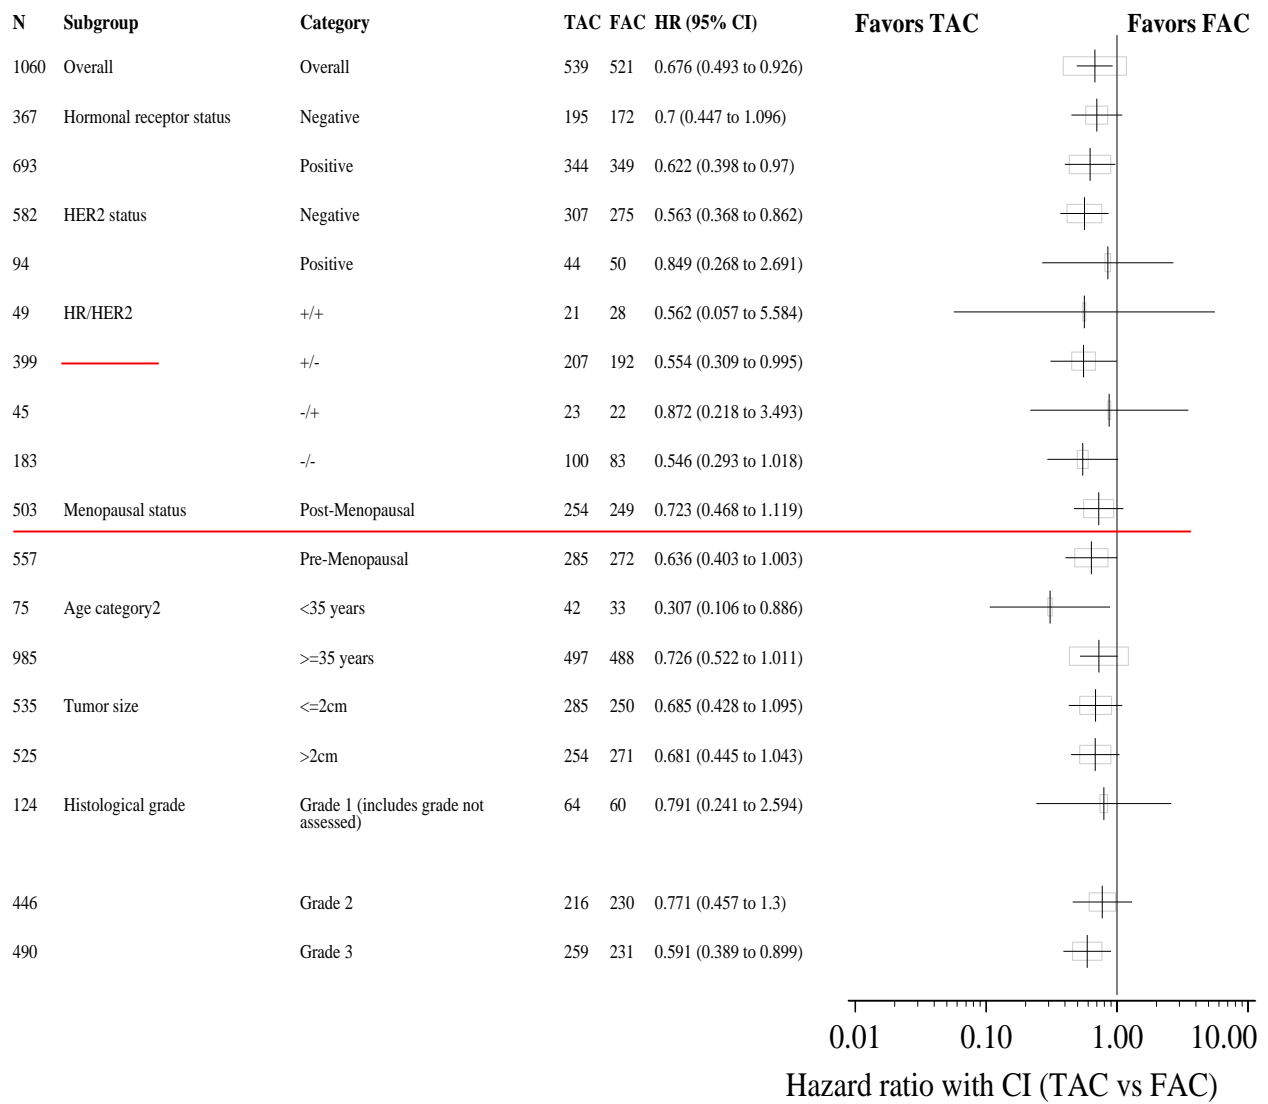 N Subgroup Category TAC FAC HR (95% CI) Favors TAC Favors FAC
1060 Overall Overall 539 521 0.676 (0.493 to 0.926)
367 Hormonal receptor status Negative 195 172 0.7 (0.447 to 1.096)
693 Positive 344 349 0.622 (0.398 to 0.97)
582 HER2 status Negative 307 275 0.563 (0.368 to 0.862)
94 Positive 44 50 0.849 (0.268 to 2.691)
49 HR/HER2 +/+ 21 28 0.562 (0.057 to 5.584)
399 +/- 207 192 0.554 (0.309 to 0.995)
45 -/+ 23 22 0.872 (0.218 to 3.493)
183 -/- 100 83 0.546 (0.293 to 1.018)
503 Menopausal status Post-Menopausal 254 249 0.723 (0.468 to 1.119)
557 Pre-Menopausal 285 272 0.636 (0.403 to 1.003)
75 Age category2 <35 years 42 33 0.307 (0.106 to 0.886)
985 >=35 years 497 488 0.726 (0.522 to 1.011)
535 Tumor size <=2cm 285 250 0.685 (0.428 to 1.095)
525 >2cm 254 271 0.681 (0.445 to 1.043)
124 Histological grade Grade 1 (includes grade not 64 60 0.791 (0.241 to 2.594)
assessed)
446 Grade 2 216 230 0.771 (0.457 to 1.3)
490 Grade 3 259 231 0.591 (0.389 to 0.899)
0.01 0.10 1.00 10.00
Hazard ratio with CI (TAC vs FAC)